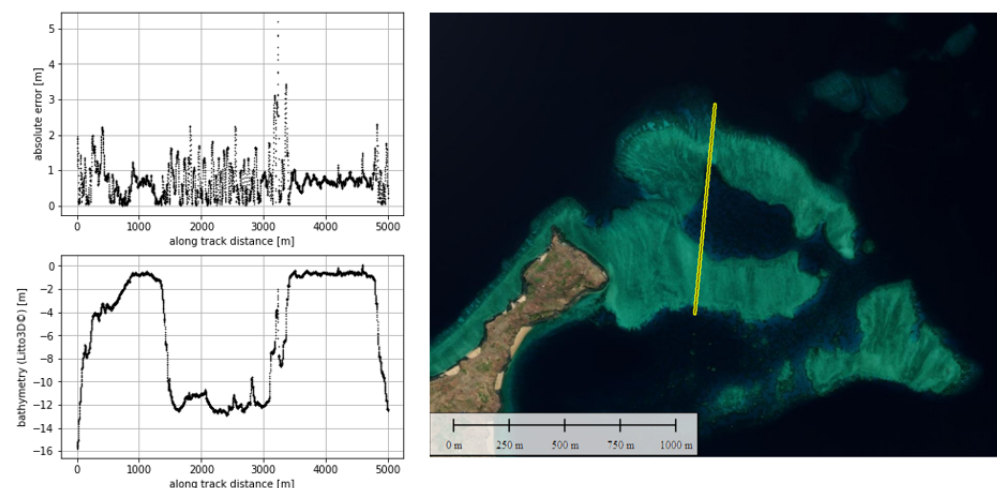 absolute error [m]
5
4
3
2
1
0
0 1000 2000 3000 4000 5000
along track distance [m]
bathymetry (Litto3D©) [m]
0
−2
−4
−6
−8
−10
−12
−14
−16
0 1000 2000 3000 4000 5000
along track distance [m]
0 m 250 m 500 m 750 m 1000 m